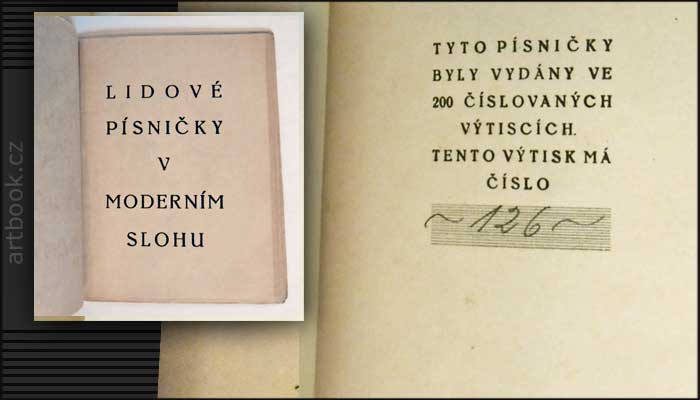 artbook.cz
LIDOVÉ
PÍSNIČKY
V
MODERNÍM
SLOHU
TYTO PÍSNIČKY
BYLY VYDÁNY VE
200 ČÍSLOVANÝCH
VÝTISCÍCH.
TENTO VÝTISK MÁ
ČÍSLO
~126~